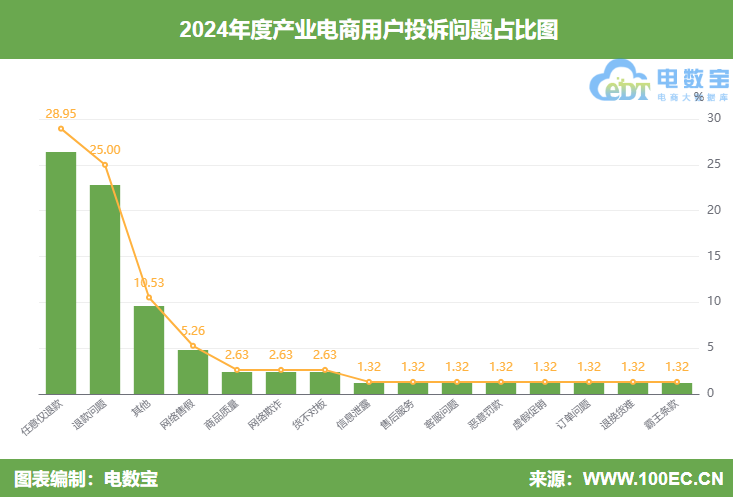 2024年度产业电商用户投诉问题占比图
eDT 电数宝
电商大数据库
%
28.95
25.00
10.53
5.26
2.63
2.63
2.63
1.32
1.32
1.32
1.32
1.32
1.32
1.32
1.32
30
25
20
15
10
5
0
任意仅退款
退款问题
其他
网络售假
商品质量
网络欺诈
货不对板
信息泄露
售后服务
客服问题
恶意罚款
虚假促销
订单问题
退换货难
霸王条款
图表编制：电数宝
来源：WWW.100EC.CN